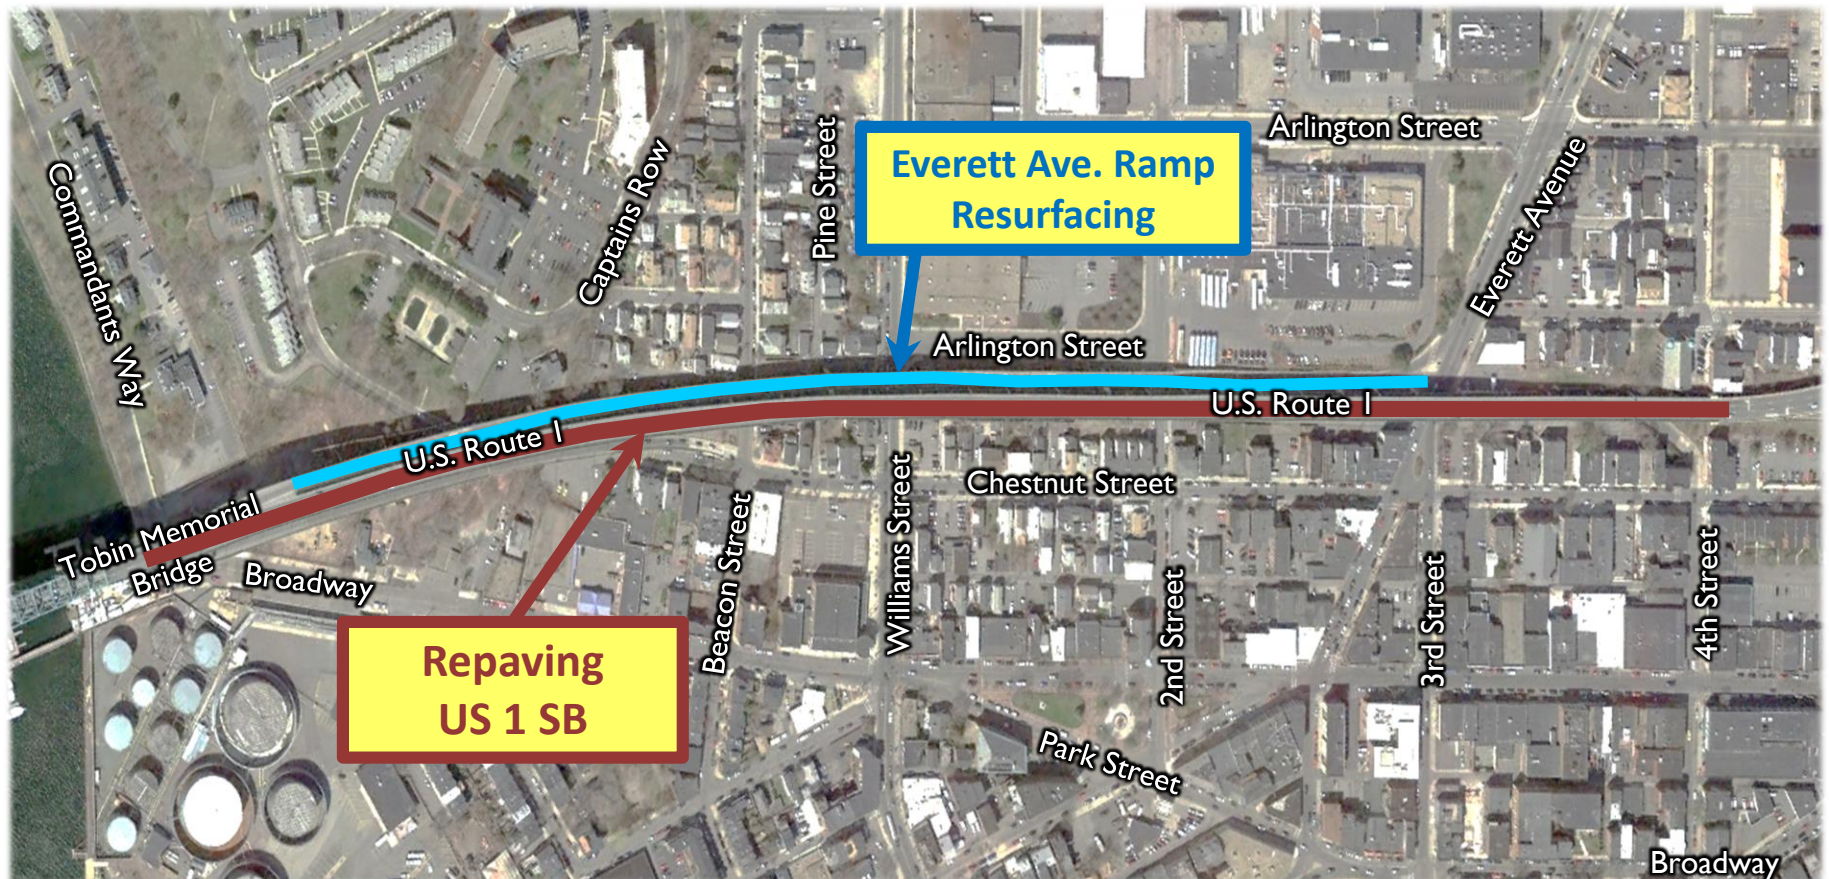 Arlington Street
Everett Ave. Ramp
Resurfacing
Pine Street
Captains Row
Commandants Way
Everett Avenue
Arlington Street
U.S. Route 1
U.S. Route 1
Tobin Memorial
Bridge
Broadway
Chestnut Street
Beacon Street
Williams Street
2nd Street
3rd Street
4th Street
Repaving
US 1 SB
Park Street
Broadway